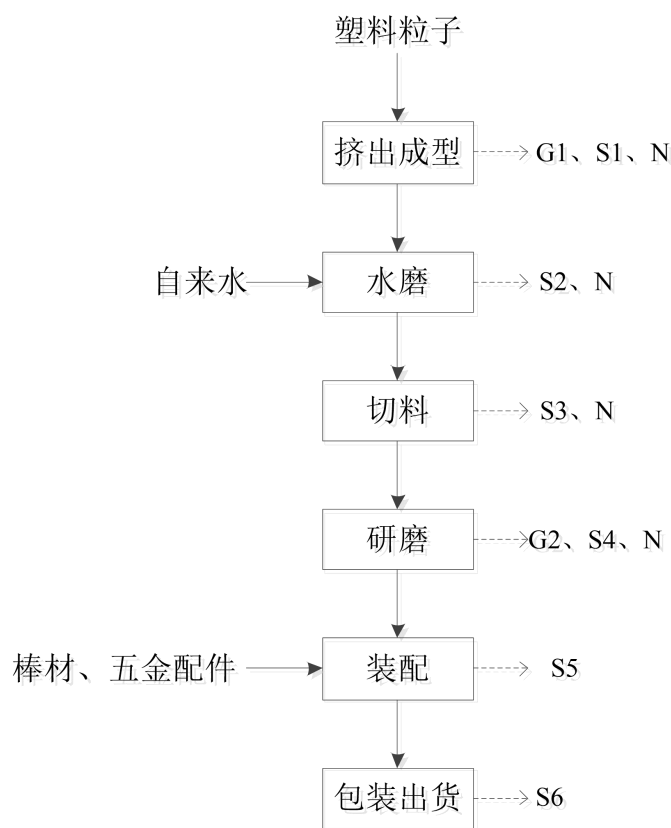 塑料粒子
挤出成型
G1、S1、N
自来水
水磨
S2、N
切料
S3、N
研磨
G2、S4、N
棒材、五金配件
装配
S5
包装出货
S6